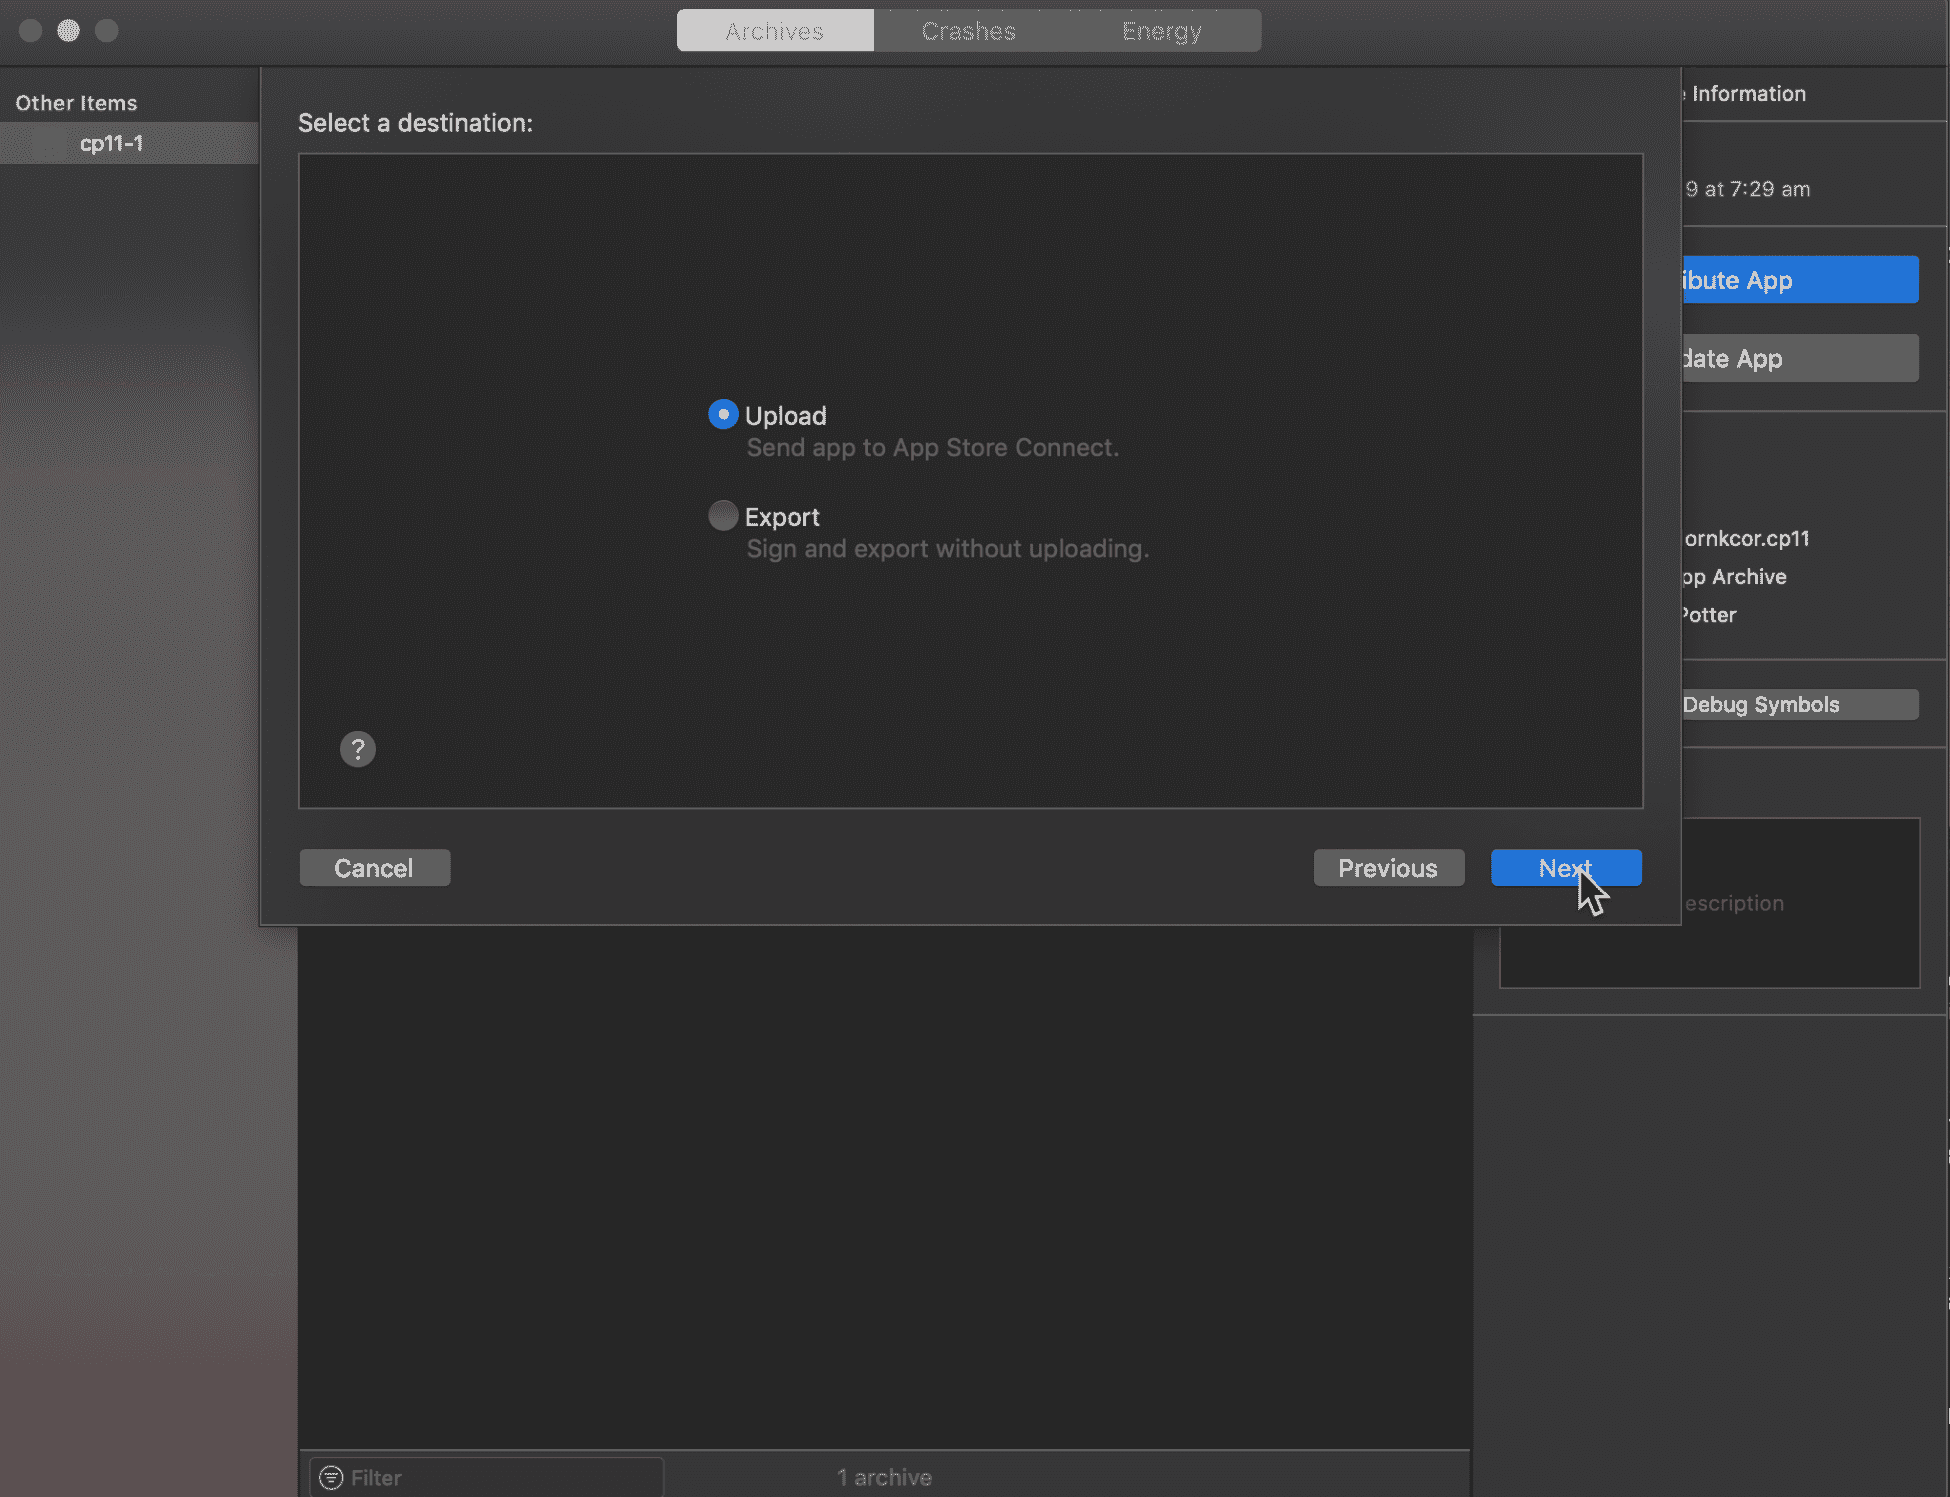 Archives
Crashes
Energy
Other Items
cp11-1
Select a destination:
Upload
Send app to App Store Connect.
Export
Sign and export without uploading.
?
Cancel
Previous
Next
Information
9 at 7:29 am
ibute App
date App
ornkcor.cp11
pp Archive
Potter
Debug Symbols
escription
Filter
1 archive